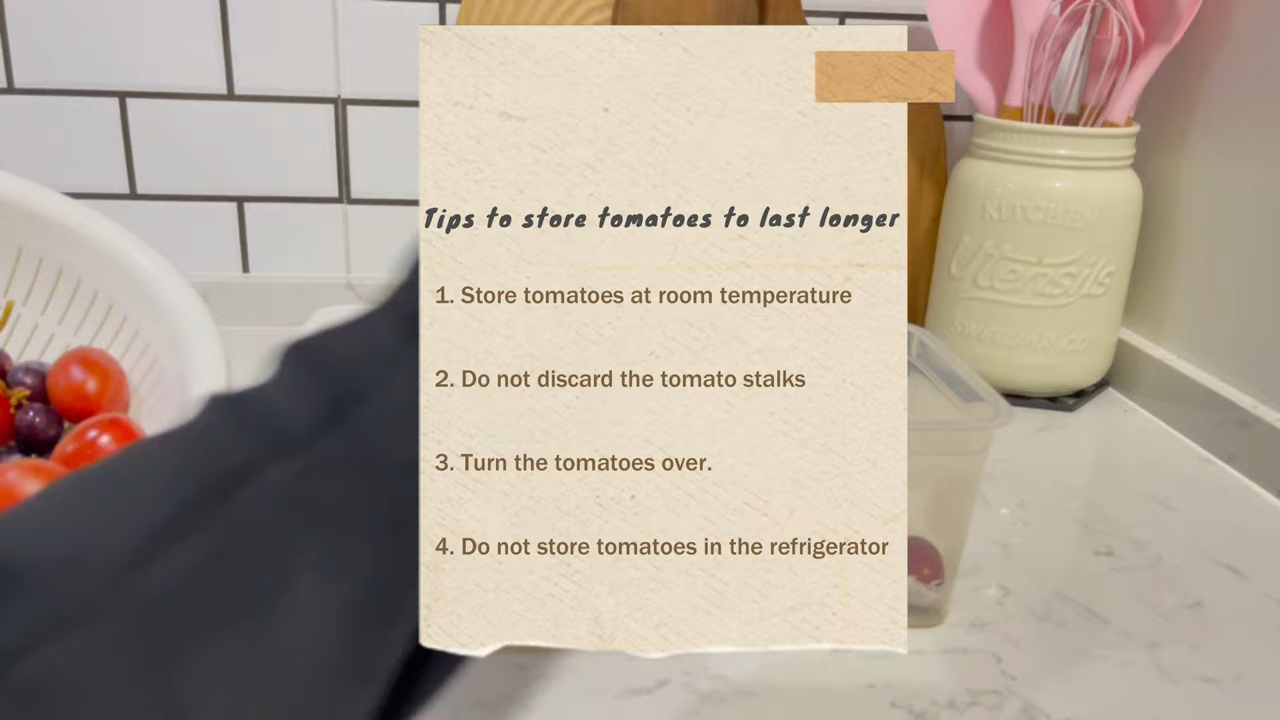 Tips to store tomatoes to last longer
1. Store tomatoes at room temperature
2. Do not discard the tomato stalks
3. Turn the tomatoes over.
4. Do not store tomatoes in the refrigerator
KITCHEN
Utensils